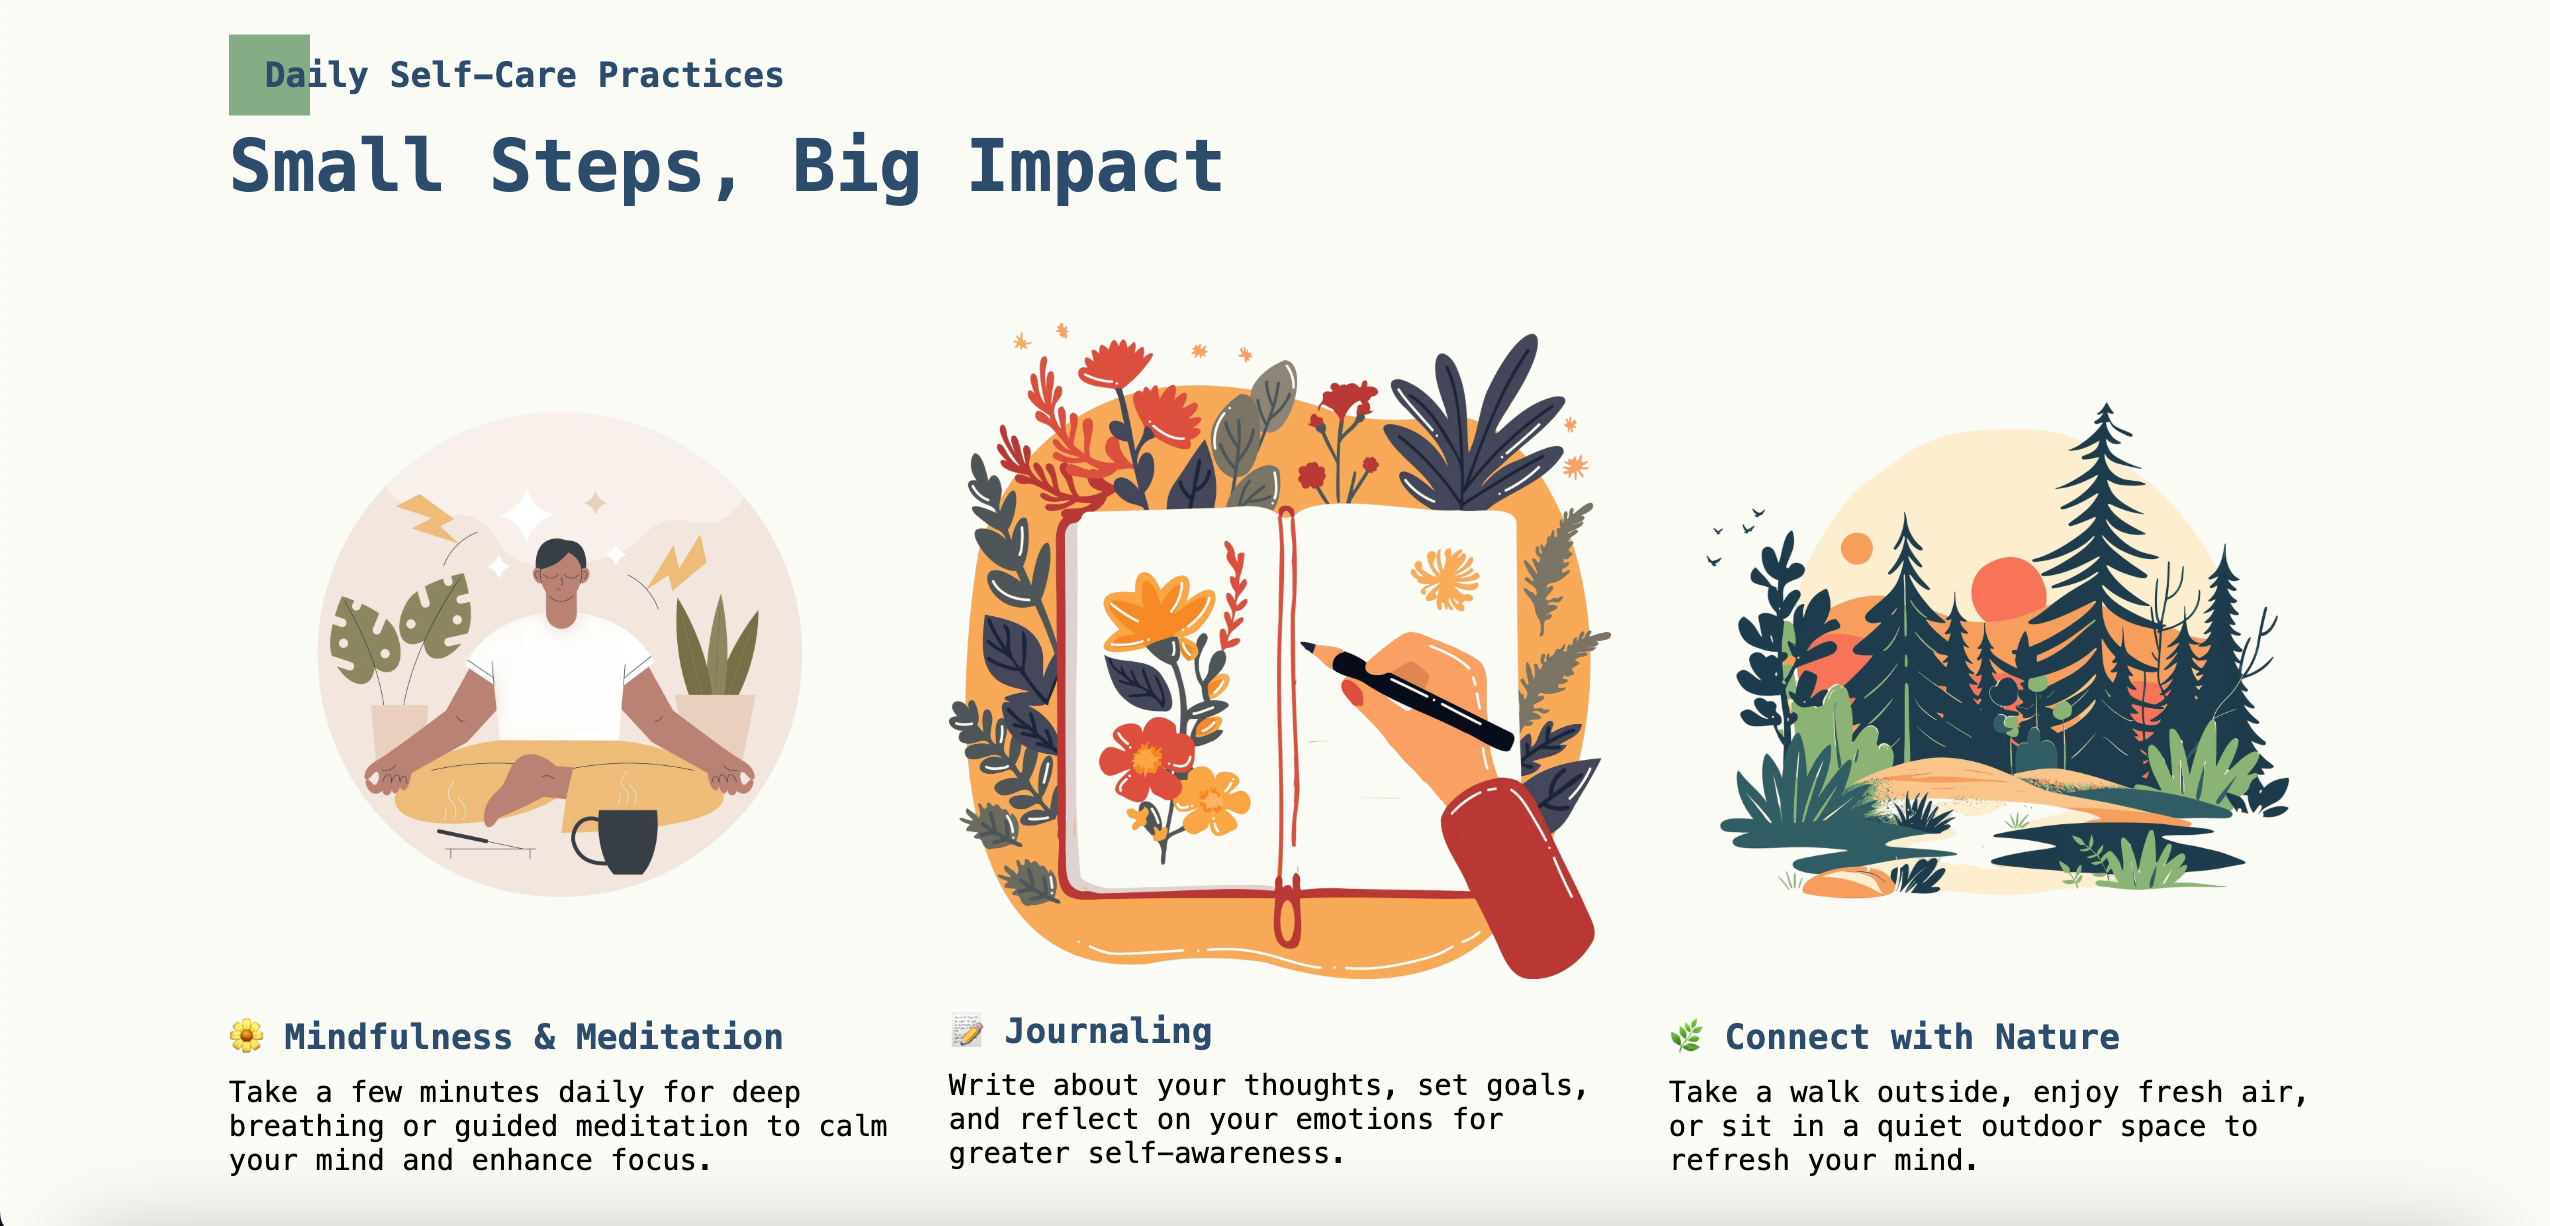 Daily Self-Care Practices
Small Steps, Big Impact
🌼 Mindfulness & Meditation
Take a few minutes daily for deep
breathing or guided meditation to calm
your mind and enhance focus.
📝 Journaling
Write about your thoughts, set goals,
and reflect on your emotions for
greater self-awareness.
🌿 Connect with Nature
Take a walk outside, enjoy fresh air,
or sit in a quiet outdoor space to
refresh your mind.